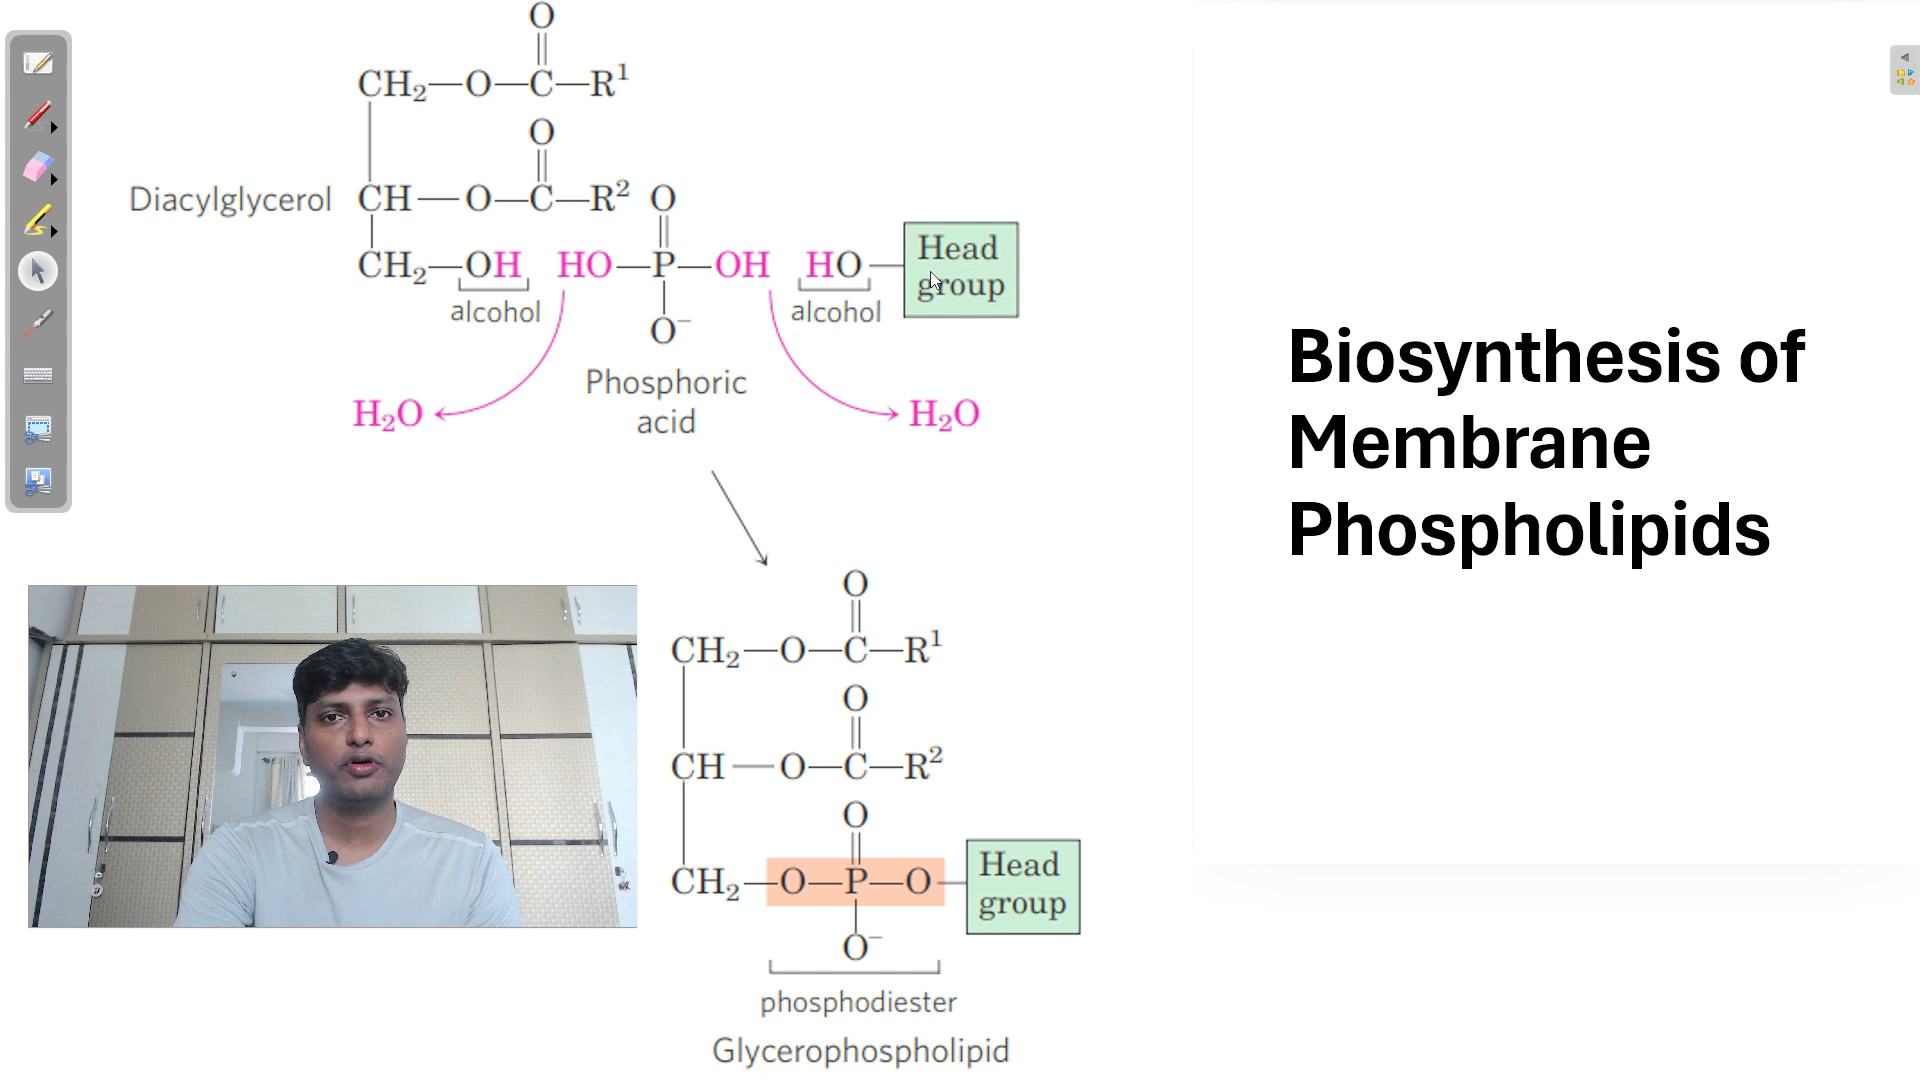 O
CH₂—O—C—R¹
O
Diacylglycerol CH—O—C—R² O
CH₂—OH HO—P—OH HO— Head group
alcohol alcohol
O⁻
Phosphoric
acid
H₂O H₂O
O
CH₂—O—C—R¹
O
CH—O—C—R²
O
CH₂—O—P—O— Head group
O⁻
phosphodiester
Glycerophospholipid
Biosynthesis of
Membrane
Phospholipids